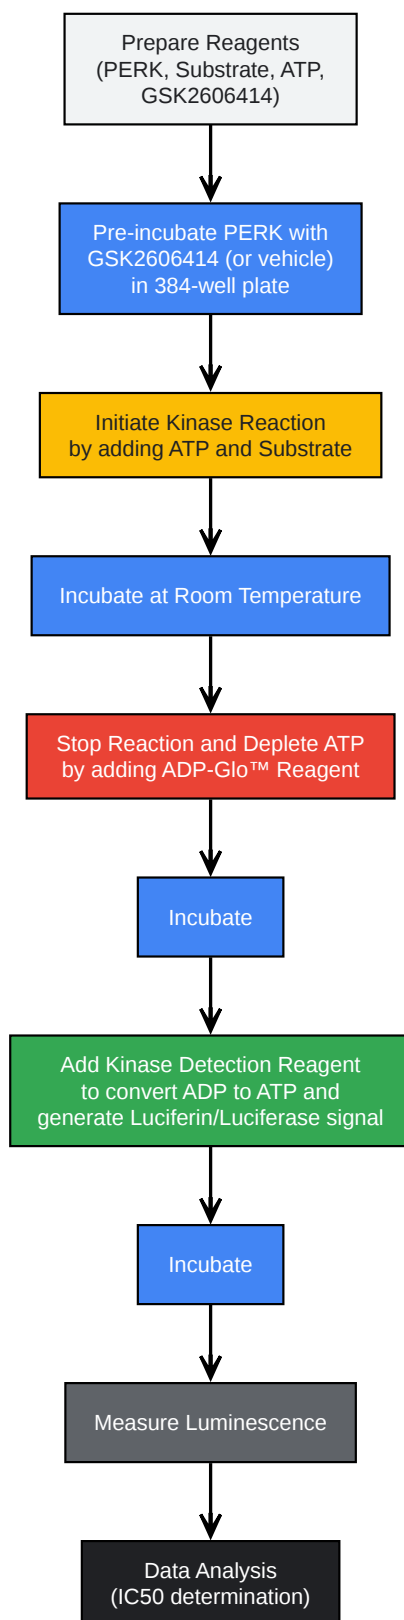 Prepare Reagents
(PERK, Substrate, ATP,
GSK2606414)
Pre-incubate PERK with
GSK2606414 (or vehicle)
in 384-well plate
Initiate Kinase Reaction
by adding ATP and Substrate
Incubate at Room Temperature
Stop Reaction and Deplete ATP
by adding ADP-Glo™ Reagent
Incubate
Add Kinase Detection Reagent
to convert ADP to ATP and
generate Luciferin/Luciferase signal
Incubate
Measure Luminescence
Data Analysis
(IC50 determination)